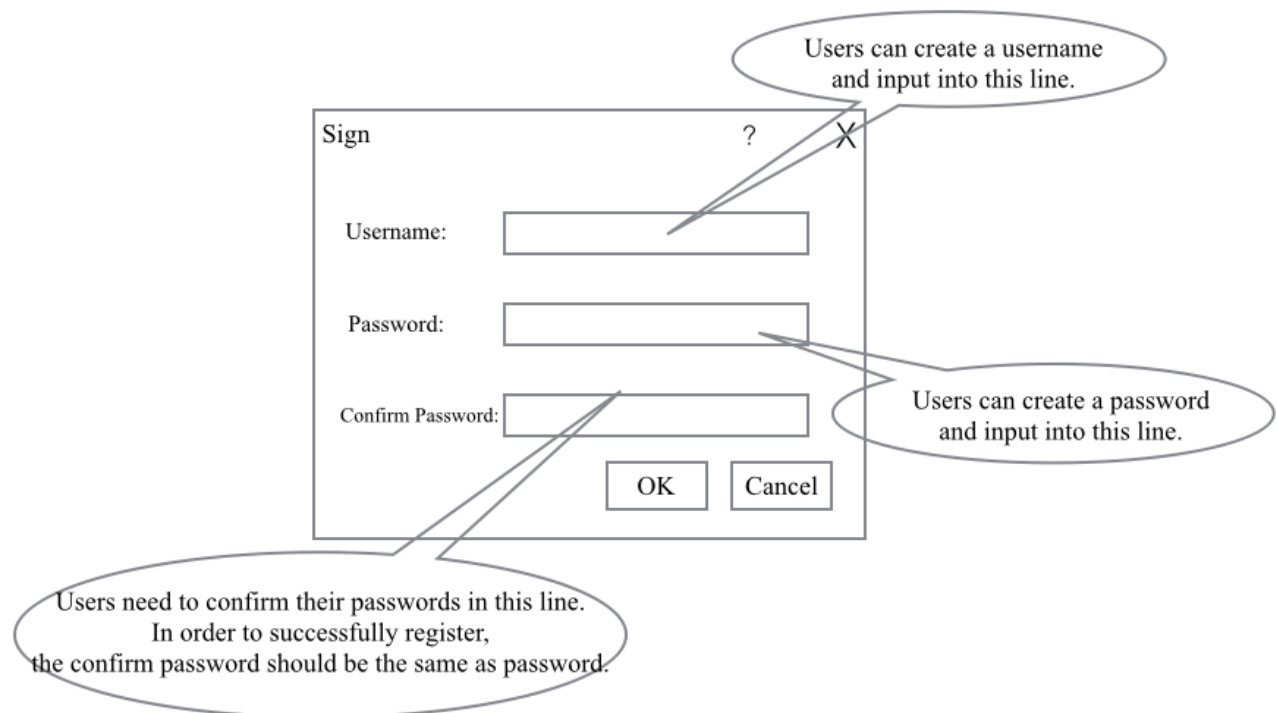 Users can create a username
and input into this line.
Sign ? X
Username:
Password:
Users can create a password
and input into this line.
Confirm Password:
OK Cancel
Users need to confirm their passwords in this line.
In order to successfully register,
the confirm password should be the same as password.